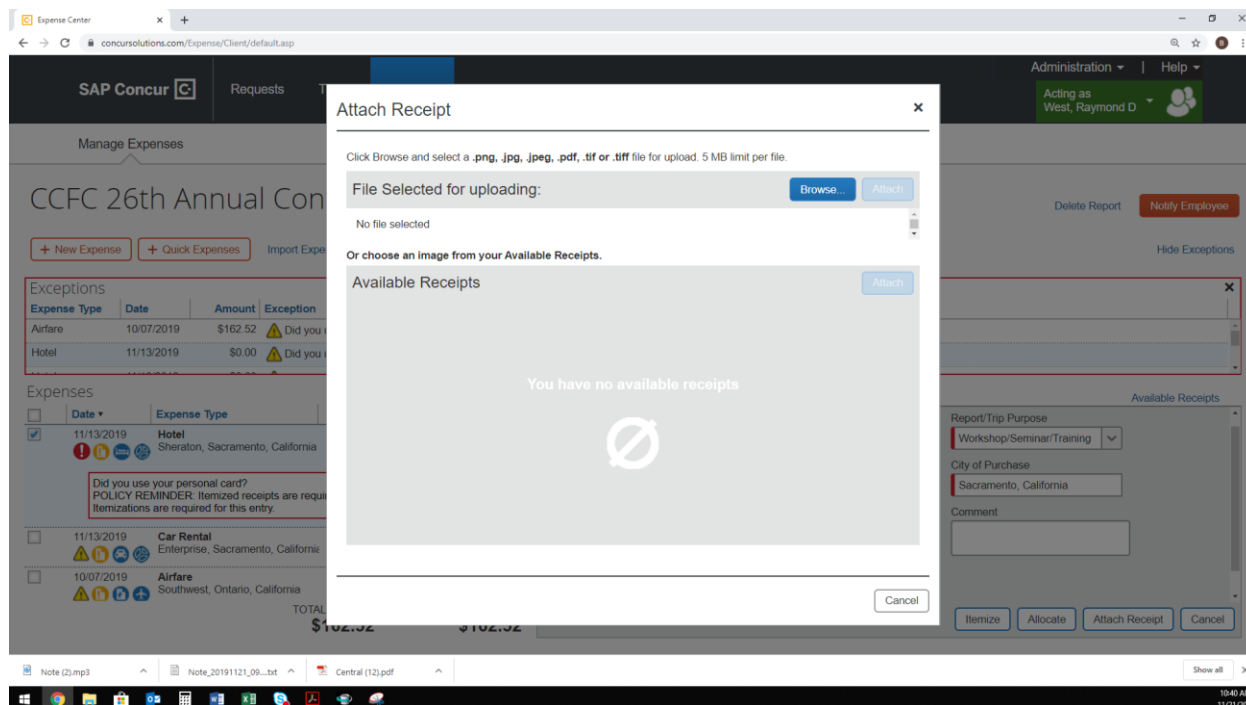 Expense Center
concursolutions.com/Expense/Client/default.asp
B
Administration | Help
SAP Concur C Requests
Acting as
West, Raymond D
Manage Expenses
Attach Receipt
Click Browse and select a .png, .jpg, .jpeg, .pdf, .tif or .tiff file for upload. 5 MB limit per file.
File Selected for uploading: Browse... Attach
No file selected
Or choose an image from your Available Receipts.
Available Receipts Attach
You have no available receipts
Cancel
CCFC 26th Annual Con
Delete Report Notify Employee
+ New Expense + Quick Expenses Import Expe
Hide Exceptions
Exceptions
Expense Type Date Amount Exception
Airfare 10/07/2019 $162.52 Did you
Hotel 11/13/2019 $0.00 Did you
Expenses
Available Receipts
Date Expense Type
11/13/2019 Hotel
Sheraton, Sacramento, California
Did you use your personal card?
POLICY REMINDER: Itemized receipts are requi
Itemizations are required for this entry.
11/13/2019 Car Rental
Enterprise, Sacramento, California
10/07/2019 Airfare
Southwest, Ontario, California
TOTAL
$162.52 $162.52
Report/Trip Purpose
Workshop/Seminar/Training
City of Purchase
Sacramento, California
Comment
Itemize Allocate Attach Receipt Cancel
Note (2).mp3 Note_20191121_09....txt Central (12).pdf Show all
10:40 A